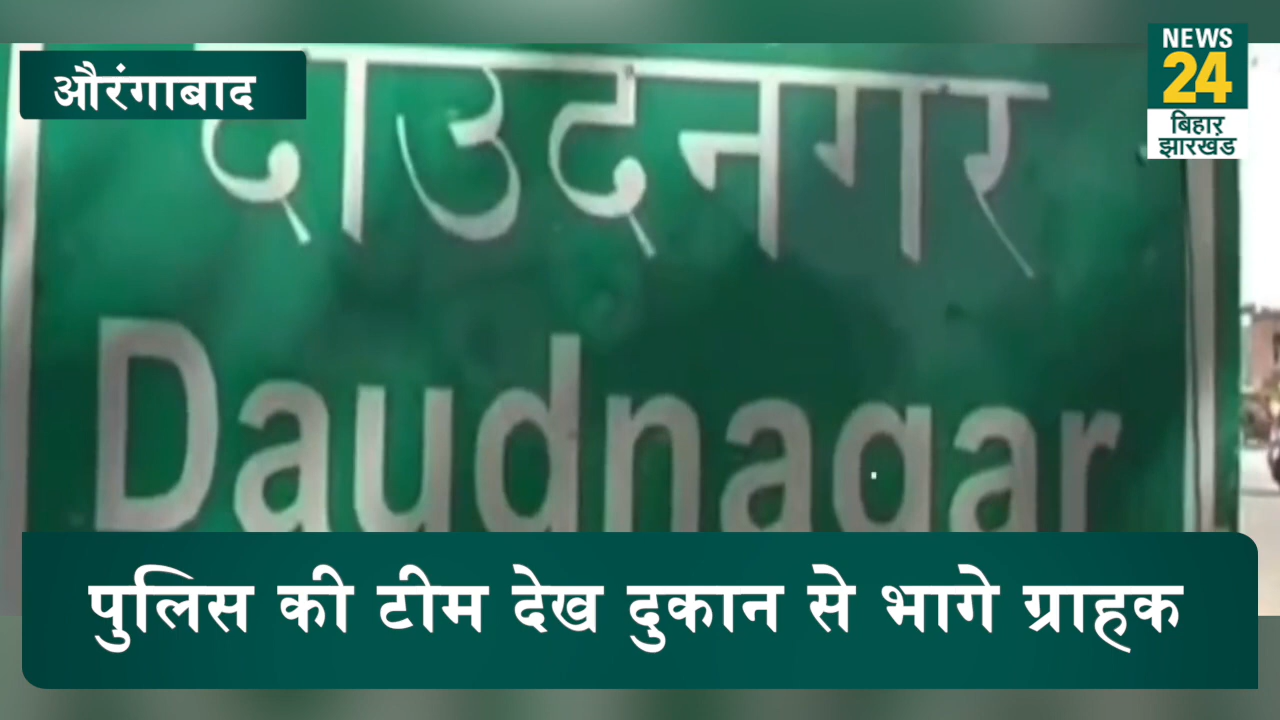 औरंगाबाद
NEWS
24
बिहार
झारखंड
दाउदनगर
Daudnagar
पुलिस की टीम देख दुकान से भागे ग्राहक